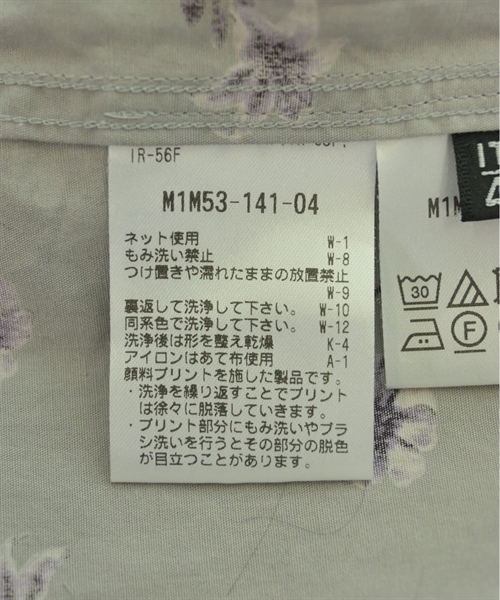 IR-56F
M1M53-141-04
ネット使用 W-1
もみ洗い禁止 W-8
つけ置きや濡れたままの放置禁止
W-9
裏返して洗浄して下さい。 W-10
同系色で洗浄して下さい。 W-12
洗浄後は形を整え乾燥 K-4
アイロンはあて布使用 A-1
顔料プリントを施した製品です。
・洗浄を繰り返すことでプリント
は徐々に脱落していきます。
・プリント部分にもみ洗いやブラ
シ洗いを行うとその部分の脱色
が目立つことがあります。
IT
M1M
30
F